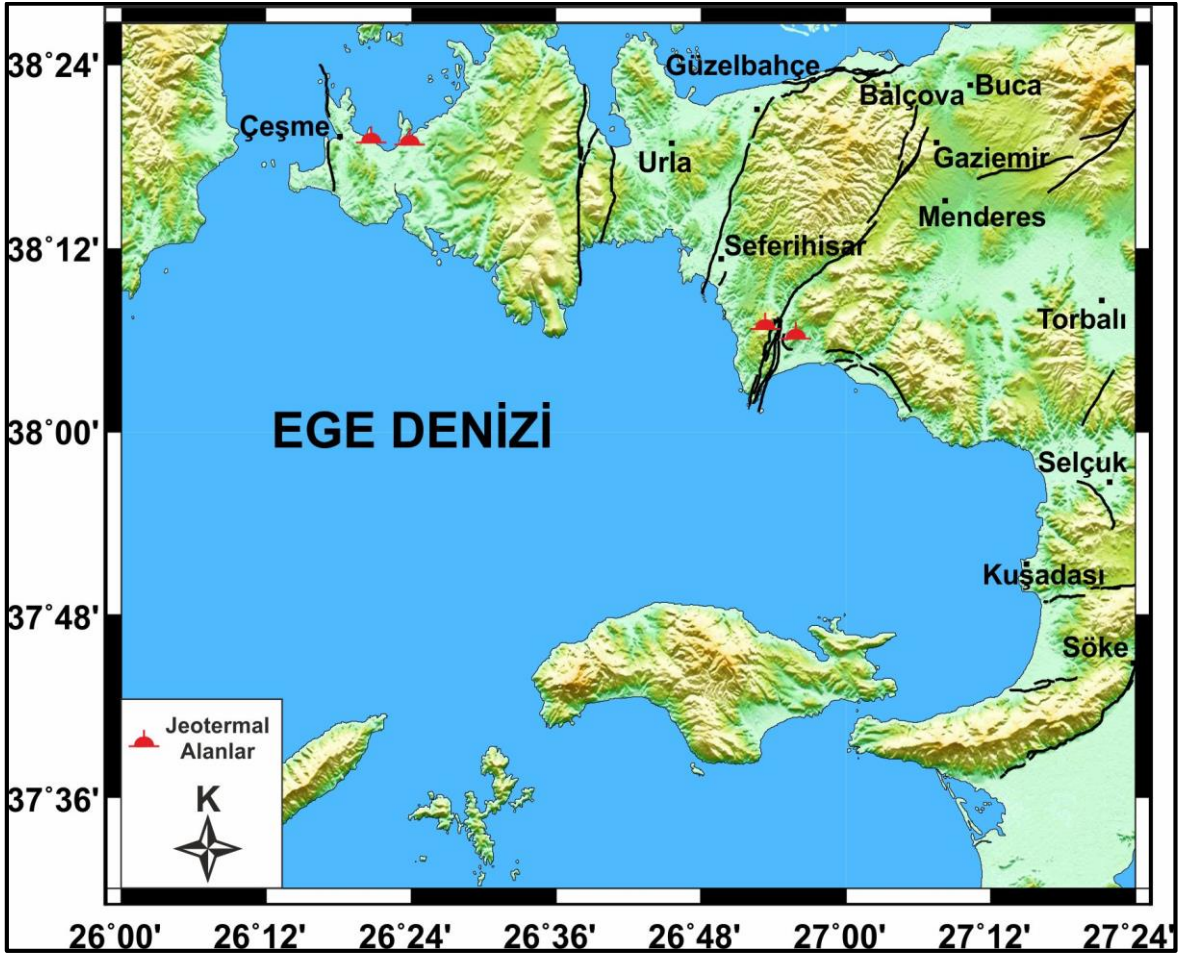 38°24'
Güzelbahçe
Balçova
Buca
Çeşme
Urla
Gaziemir
Menderes
38°12'
Seferihisar
Torbalı
38°00'
EGE DENİZİ
Selçuk
Kuşadası
37°48'
Söke
Jeotermal
Alanlar
K
37°36'
26°00' 26°12' 26°24' 26°36' 26°48' 27°00' 27°12' 27°24'